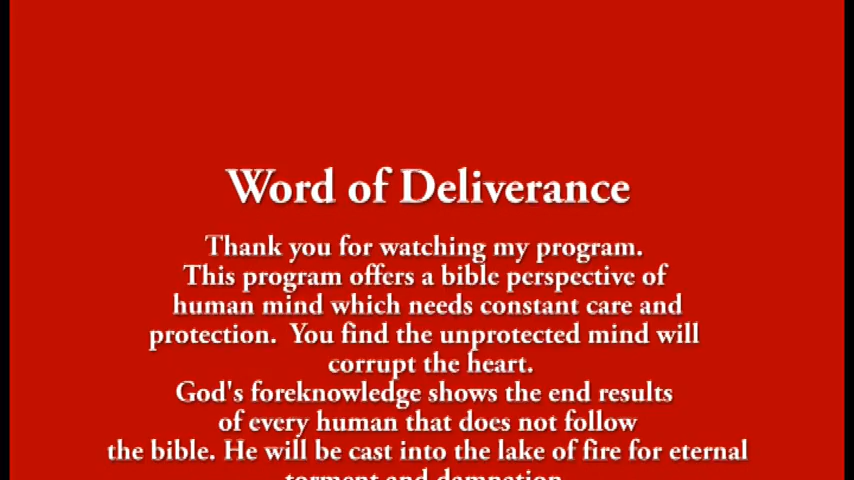 Word of Deliverance
Thank you for watching my program.
This program offers a bible perspective of
human mind which needs constant care and
protection.  You find the unprotected mind will
corrupt the heart.
God's foreknowledge shows the end results
of every human that does not follow
the bible. He will be cast into the lake of fire for eternal
torment and damnation.